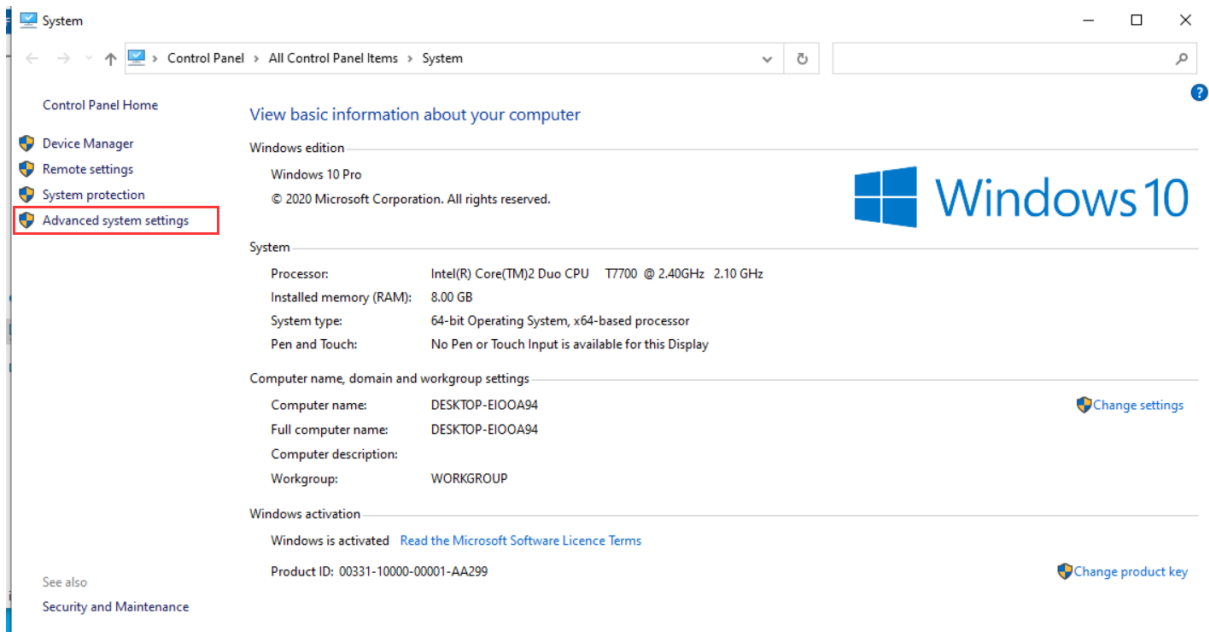 System
Control Panel > All Control Panel Items > System
Control Panel Home
Device Manager
Remote settings
System protection
Advanced system settings
See also
Security and Maintenance
View basic information about your computer
Windows edition
Windows 10 Pro
© 2020 Microsoft Corporation. All rights reserved.
Windows 10
System
Processor: Intel(R) Core(TM)2 Duo CPU T7700 @ 2.40GHz 2.10 GHz
Installed memory (RAM): 8.00 GB
System type: 64-bit Operating System, x64-based processor
Pen and Touch: No Pen or Touch Input is available for this Display
Computer name, domain and workgroup settings
Computer name: DESKTOP-EIOOA94
Change settings
Full computer name: DESKTOP-EIOOA94
Computer description:
Workgroup: WORKGROUP
Windows activation
Windows is activated Read the Microsoft Software Licence Terms
Product ID: 00331-10000-00001-AA299
Change product key